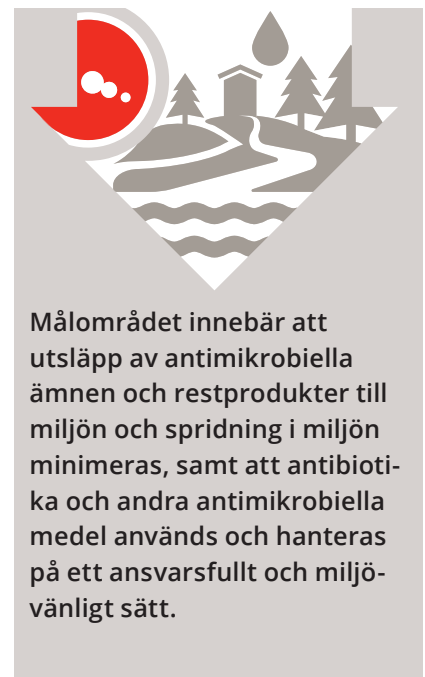 Målområdet innebär att
utsläpp av antimikrobiella
ämnen och restprodukter till
miljön och spridning i miljön
minimeras, samt att antibioti-
ka och andra antimikrobiella
medel används och hanteras
på ett ansvarsfullt och miljö-
vänligt sätt.